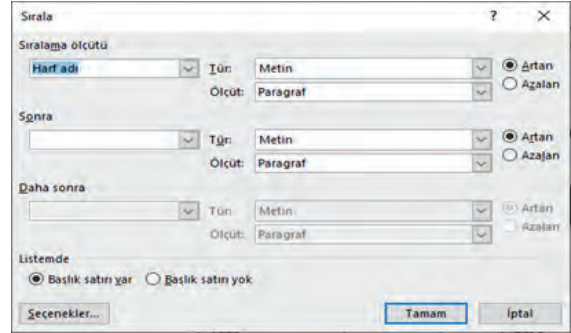 Sırala ? ×
Sıralama ölçütü
Harf adı Tür: Metin Artan
Ölçüt: Paragraf Azalan
Sonra
Tür: Metin Artan
Ölçüt: Paragraf Azalan
Daha sonra
Tür: Metin Artan
Ölçüt: Paragraf Azalan
Listemde
Başlık satırı var Başlık satırı yok
Seçenekler... Tamam İptal